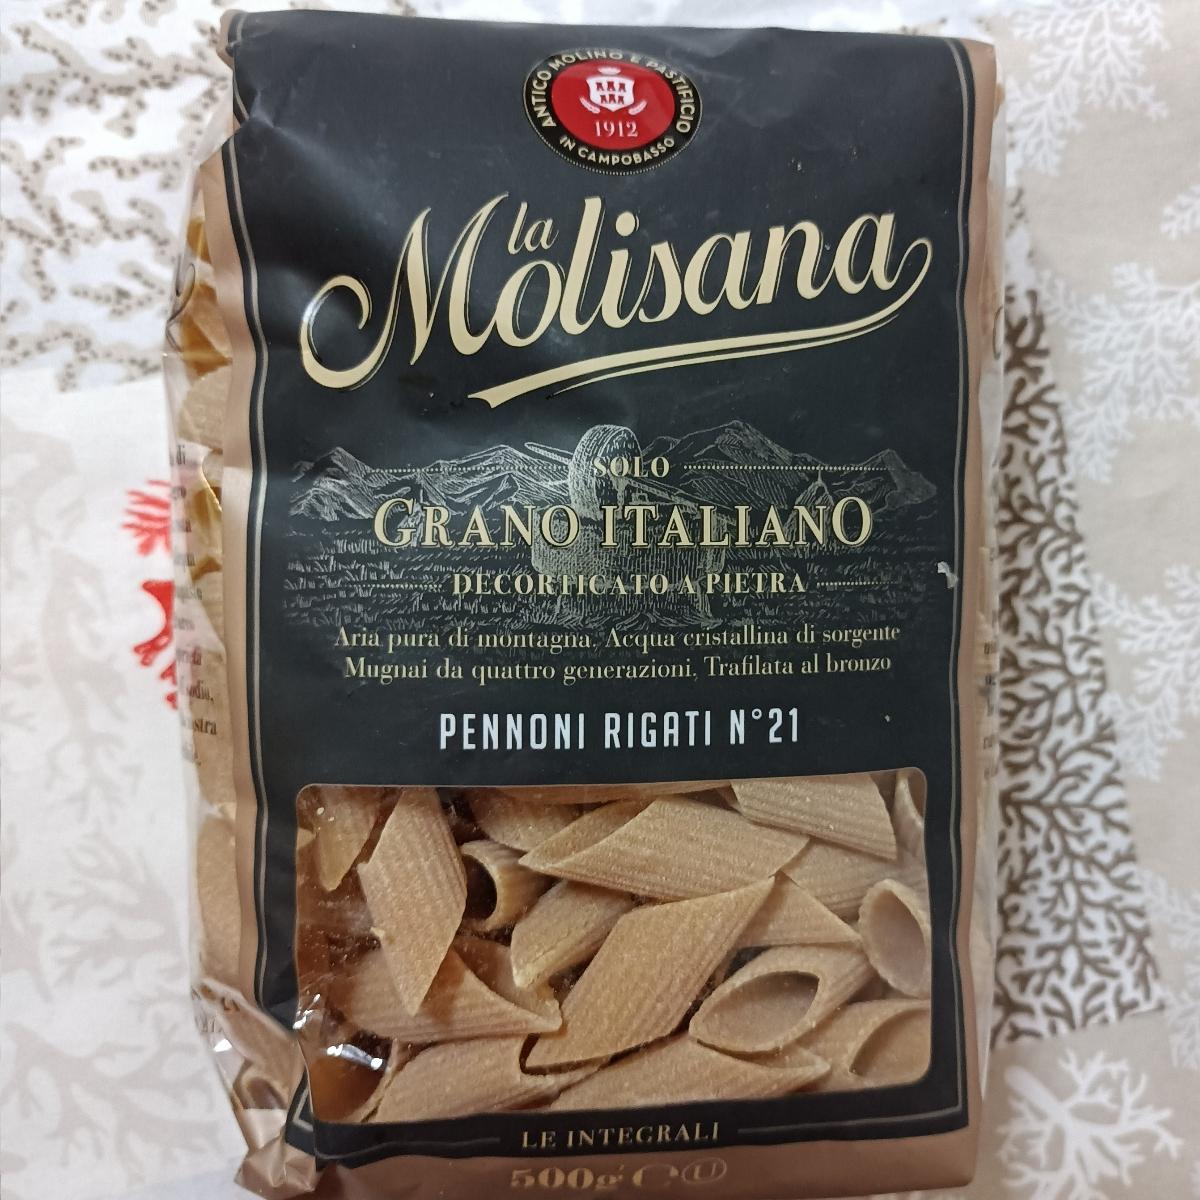 ANTICO MOLINO E PASTIFICIO
1912
IN CAMPOBASSO
la
Molisana
SOLO
GRANO ITALIANO
DECORTICATO A PIETRA
Aria pura di montagna, Acqua cristallina di sorgente
Mugnai da quattro generazioni, Trafilata al bronzo
PENNONI RIGATI N°21
LE INTEGRALI
500g e U